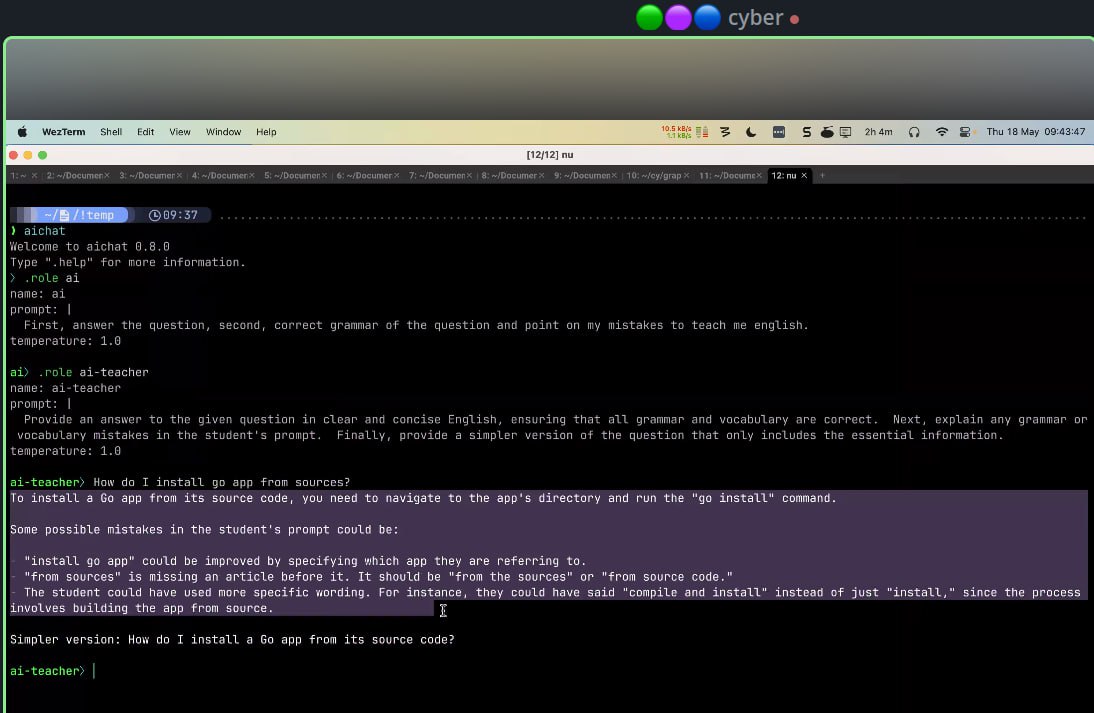 cyber
WezTerm Shell Edit View Window Help 10.5 kB/s 1.1 kB/s 2h 4m Thu 18 May 09:43:47
[12/12] nu
1: ~ 2: ~/Documen 3: ~/Documen 4: ~/Documen 5: ~/Documen 6: ~/Documen 7: ~/Documen 8: ~/Documen 9: ~/Documen 10: ~/cy/grap 11: ~/Docume 12: nu +
~/ /!temp 09:37
❯ aichat
Welcome to aichat 0.8.0
Type ".help" for more information.
〉 .role ai
name: ai
prompt: |
First, answer the question, second, correct grammar of the question and point on my mistakes to teach me english.
temperature: 1.0
ai〉 .role ai-teacher
name: ai-teacher
prompt: |
Provide an answer to the given question in clear and concise English, ensuring that all grammar and vocabulary are correct.  Next, explain any grammar or
vocabulary mistakes in the student's prompt.  Finally, provide a simpler version of the question that only includes the essential information.
temperature: 1.0
ai-teacher〉 How do I install go app from sources?
To install a Go app from its source code, you need to navigate to the app's directory and run the "go install" command.
Some possible mistakes in the student's prompt could be:
- "install go app" could be improved by specifying which app they are referring to.
- "from sources" is missing an article before it. It should be "from the sources" or "from source code."
- The student could have used more specific wording. For instance, they could have said "compile and install" instead of just "install," since the process
involves building the app from source.
Simpler version: How do I install a Go app from its source code?
ai-teacher〉